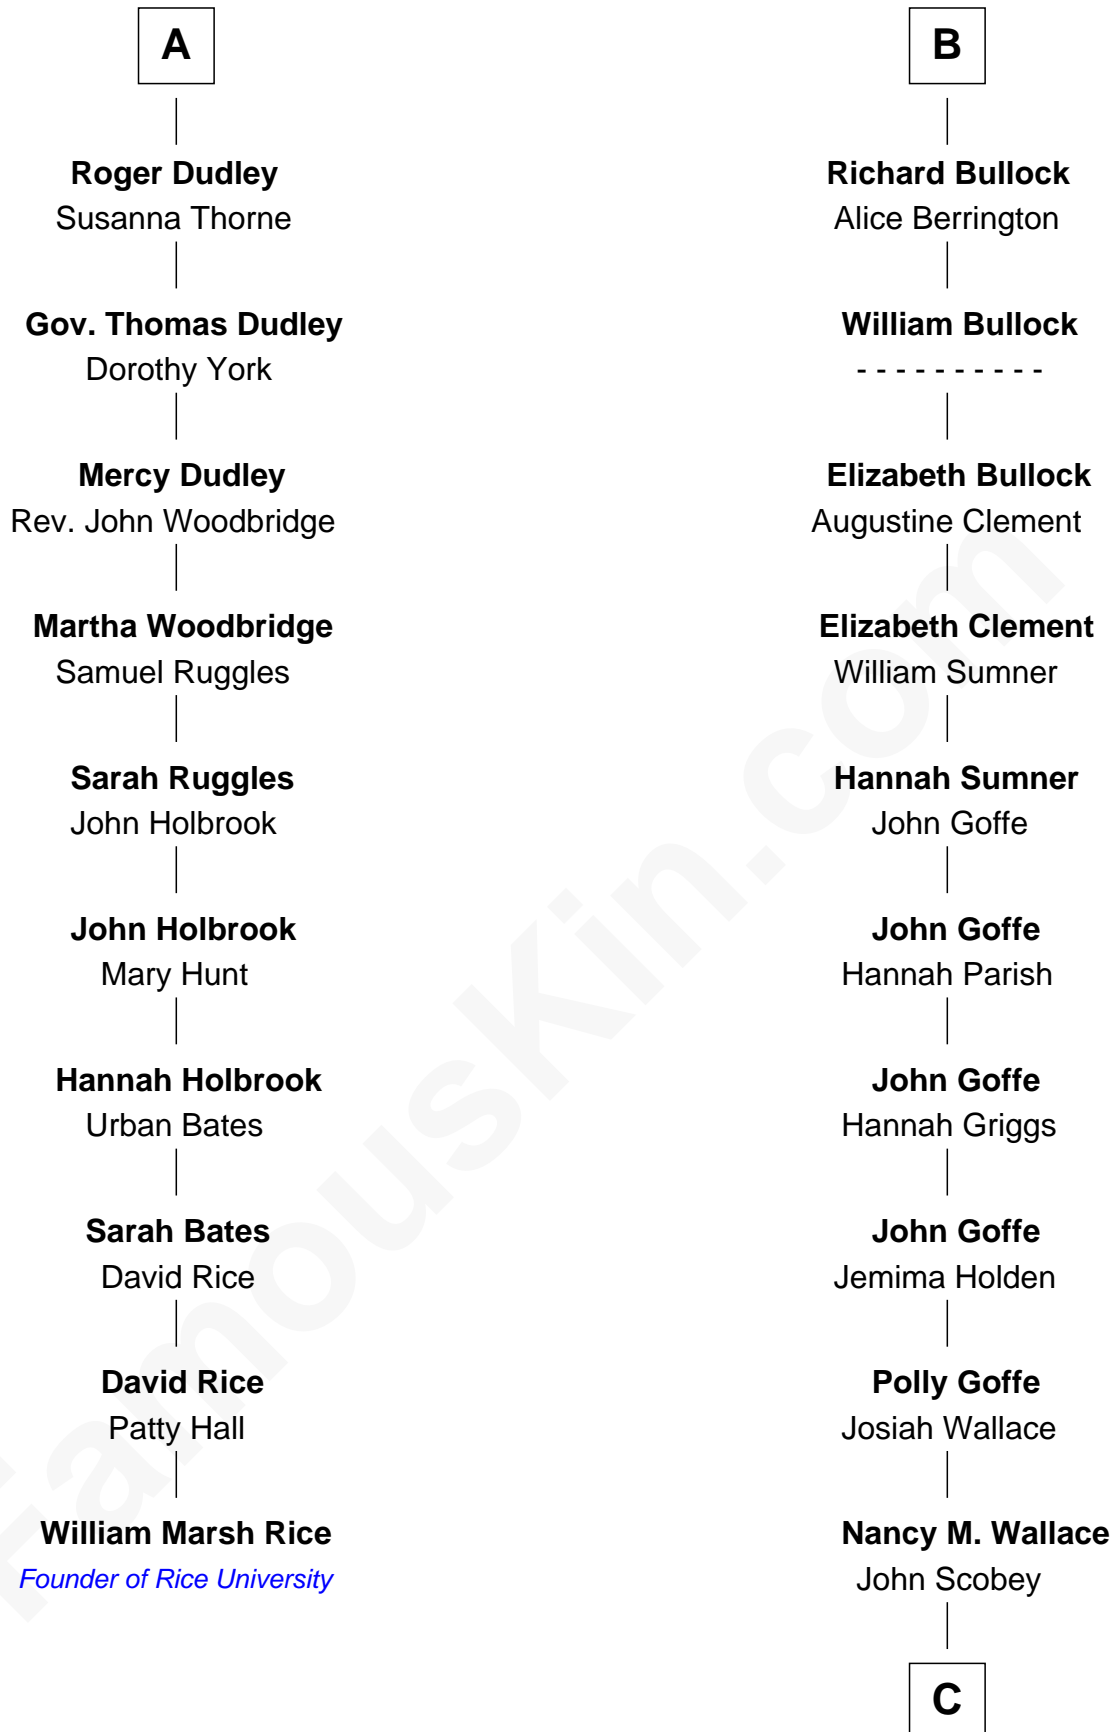 A
Roger Dudley
Susanna Thorne
Gov. Thomas Dudley
Dorothy York
Mercy Dudley
Rev. John Woodbridge
Martha Woodbridge
Samuel Ruggles
Sarah Ruggles
John Holbrook
John Holbrook
Mary Hunt
Hannah Holbrook
Urban Bates
Sarah Bates
David Rice
David Rice
Patty Hall
William Marsh Rice
Founder of Rice University
B
Richard Bullock
Alice Berrington
William Bullock
- - - - - - - - - -
Elizabeth Bullock
Augustine Clement
Elizabeth Clement
William Sumner
Hannah Sumner
John Goffe
John Goffe
Hannah Parish
John Goffe
Hannah Griggs
John Goffe
Jemima Holden
Polly Goffe
Josiah Wallace
Nancy M. Wallace
John Scobey
C
FamousKin.com